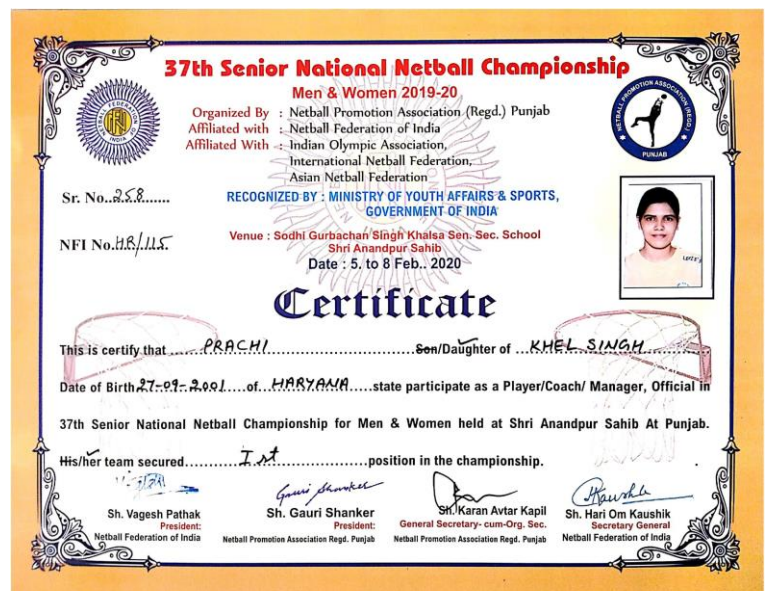 37th Senior National Netball Championship
Men & Women 2019-20
Organized By : Netball Promotion Association (Regd.) Punjab
Affiliated with : Netball Federation of India
Affiliated With : Indian Olympic Association,
International Netball Federation,
Asian Netball Federation
NETBALL PROMOTION ASSOCIATION (REGD.)
PUNJAB
Sr. No..258.......
RECOGNIZED BY : MINISTRY OF YOUTH AFFAIRS & SPORTS,
GOVERNMENT OF INDIA
NFI No.HR/115
Venue : Sodhi Gurbachan Singh Khalsa Sen. Sec. School
Shri Anandpur Sahib
Date : 5. to 8 Feb.. 2020
Certificate
This is certify that ......PRACHI..............................Son/Daughter of ...KHEL SINGH............
Date of Birth.27-09-2001.....of...HARYANA.....state participate as a Player/Coach/ Manager, Official in
37th Senior National Netball Championship for Men & Women held at Shri Anandpur Sahib At Punjab.
His/her team secured............Ist....................position in the championship.
Gauri Shanker
Sh. Vagesh Pathak Sh. Gauri Shanker Sh. Karan Avtar Kapil Sh. Hari Om Kaushik
President: President: General Secretary- cum-Org. Sec. Secretary General
Netball Federation of India Netball Promotion Association Regd. Punjab Netball Promotion Association Regd. Punjab Netball Federation of India